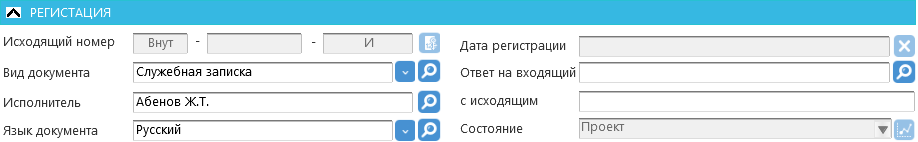 РЕГИСТАЦИЯ
Исходящий номер Внут - - И
Дата регистрации
Вид документа Служебная записка
Ответ на входящий
Исполнитель Абенов Ж.Т.
с исходящим
Язык документа Русский
Состояние Проект